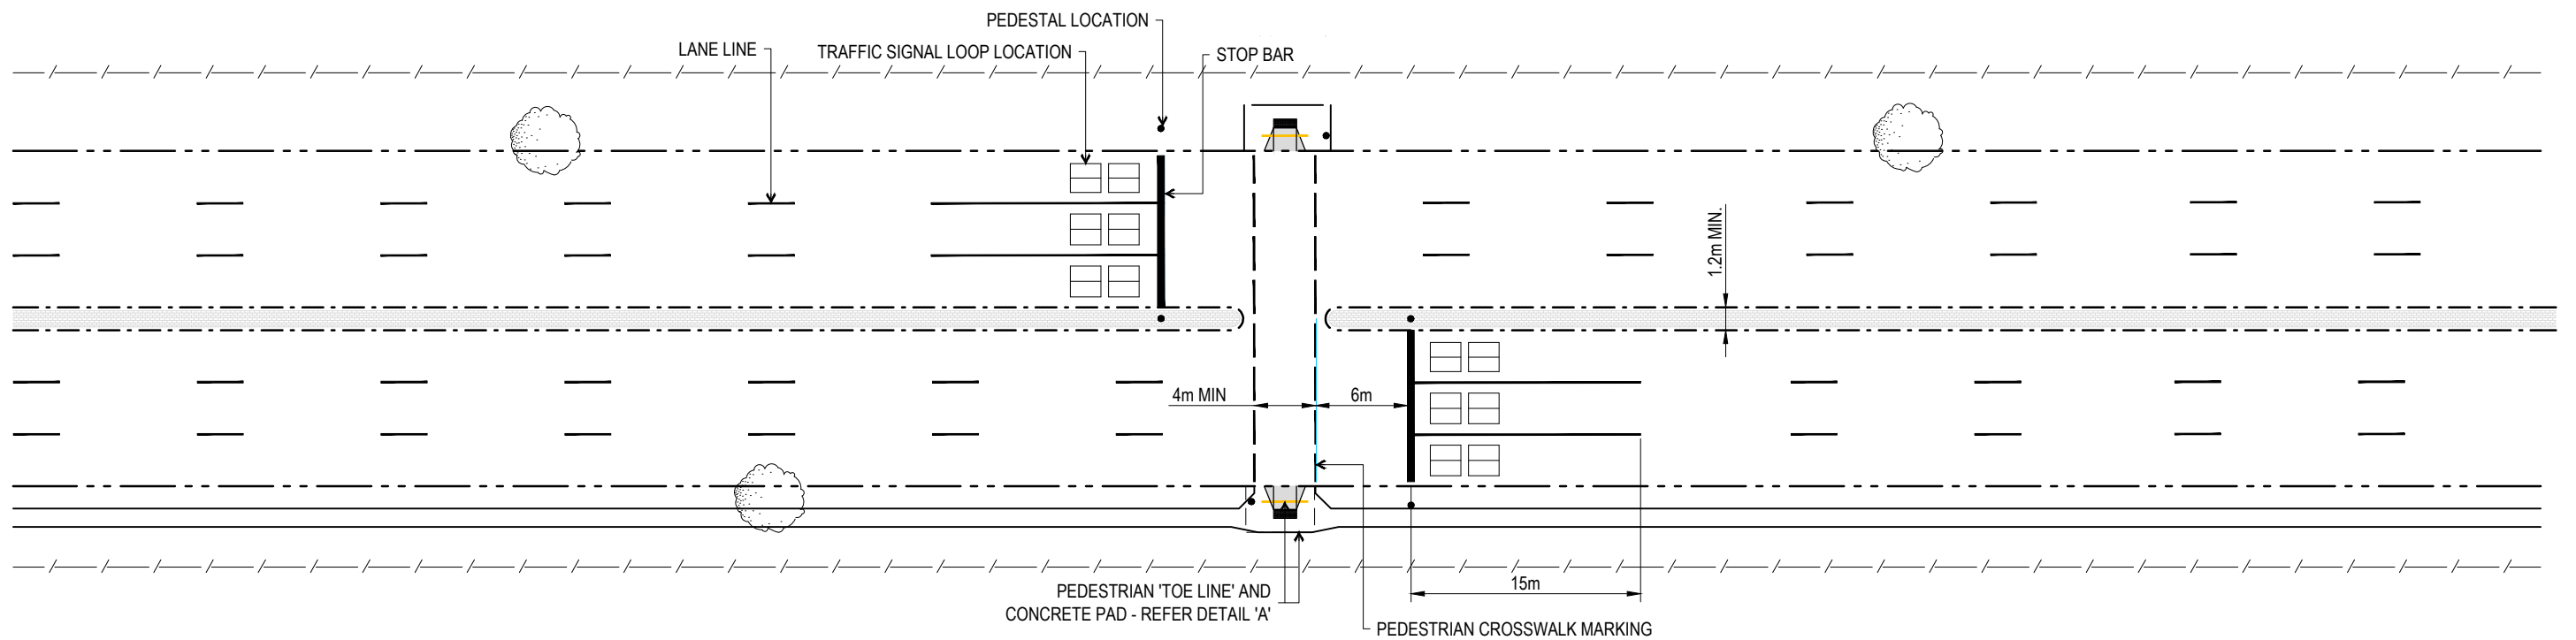 PEDESTAL LOCATION
LANE LINE
TRAFFIC SIGNAL LOOP LOCATION
STOP BAR
1.2m MIN.
4m MIN
6m
15m
PEDESTRIAN 'TOE LINE' AND
CONCRETE PAD - REFER DETAIL 'A'
PEDESTRIAN CROSSWALK MARKING